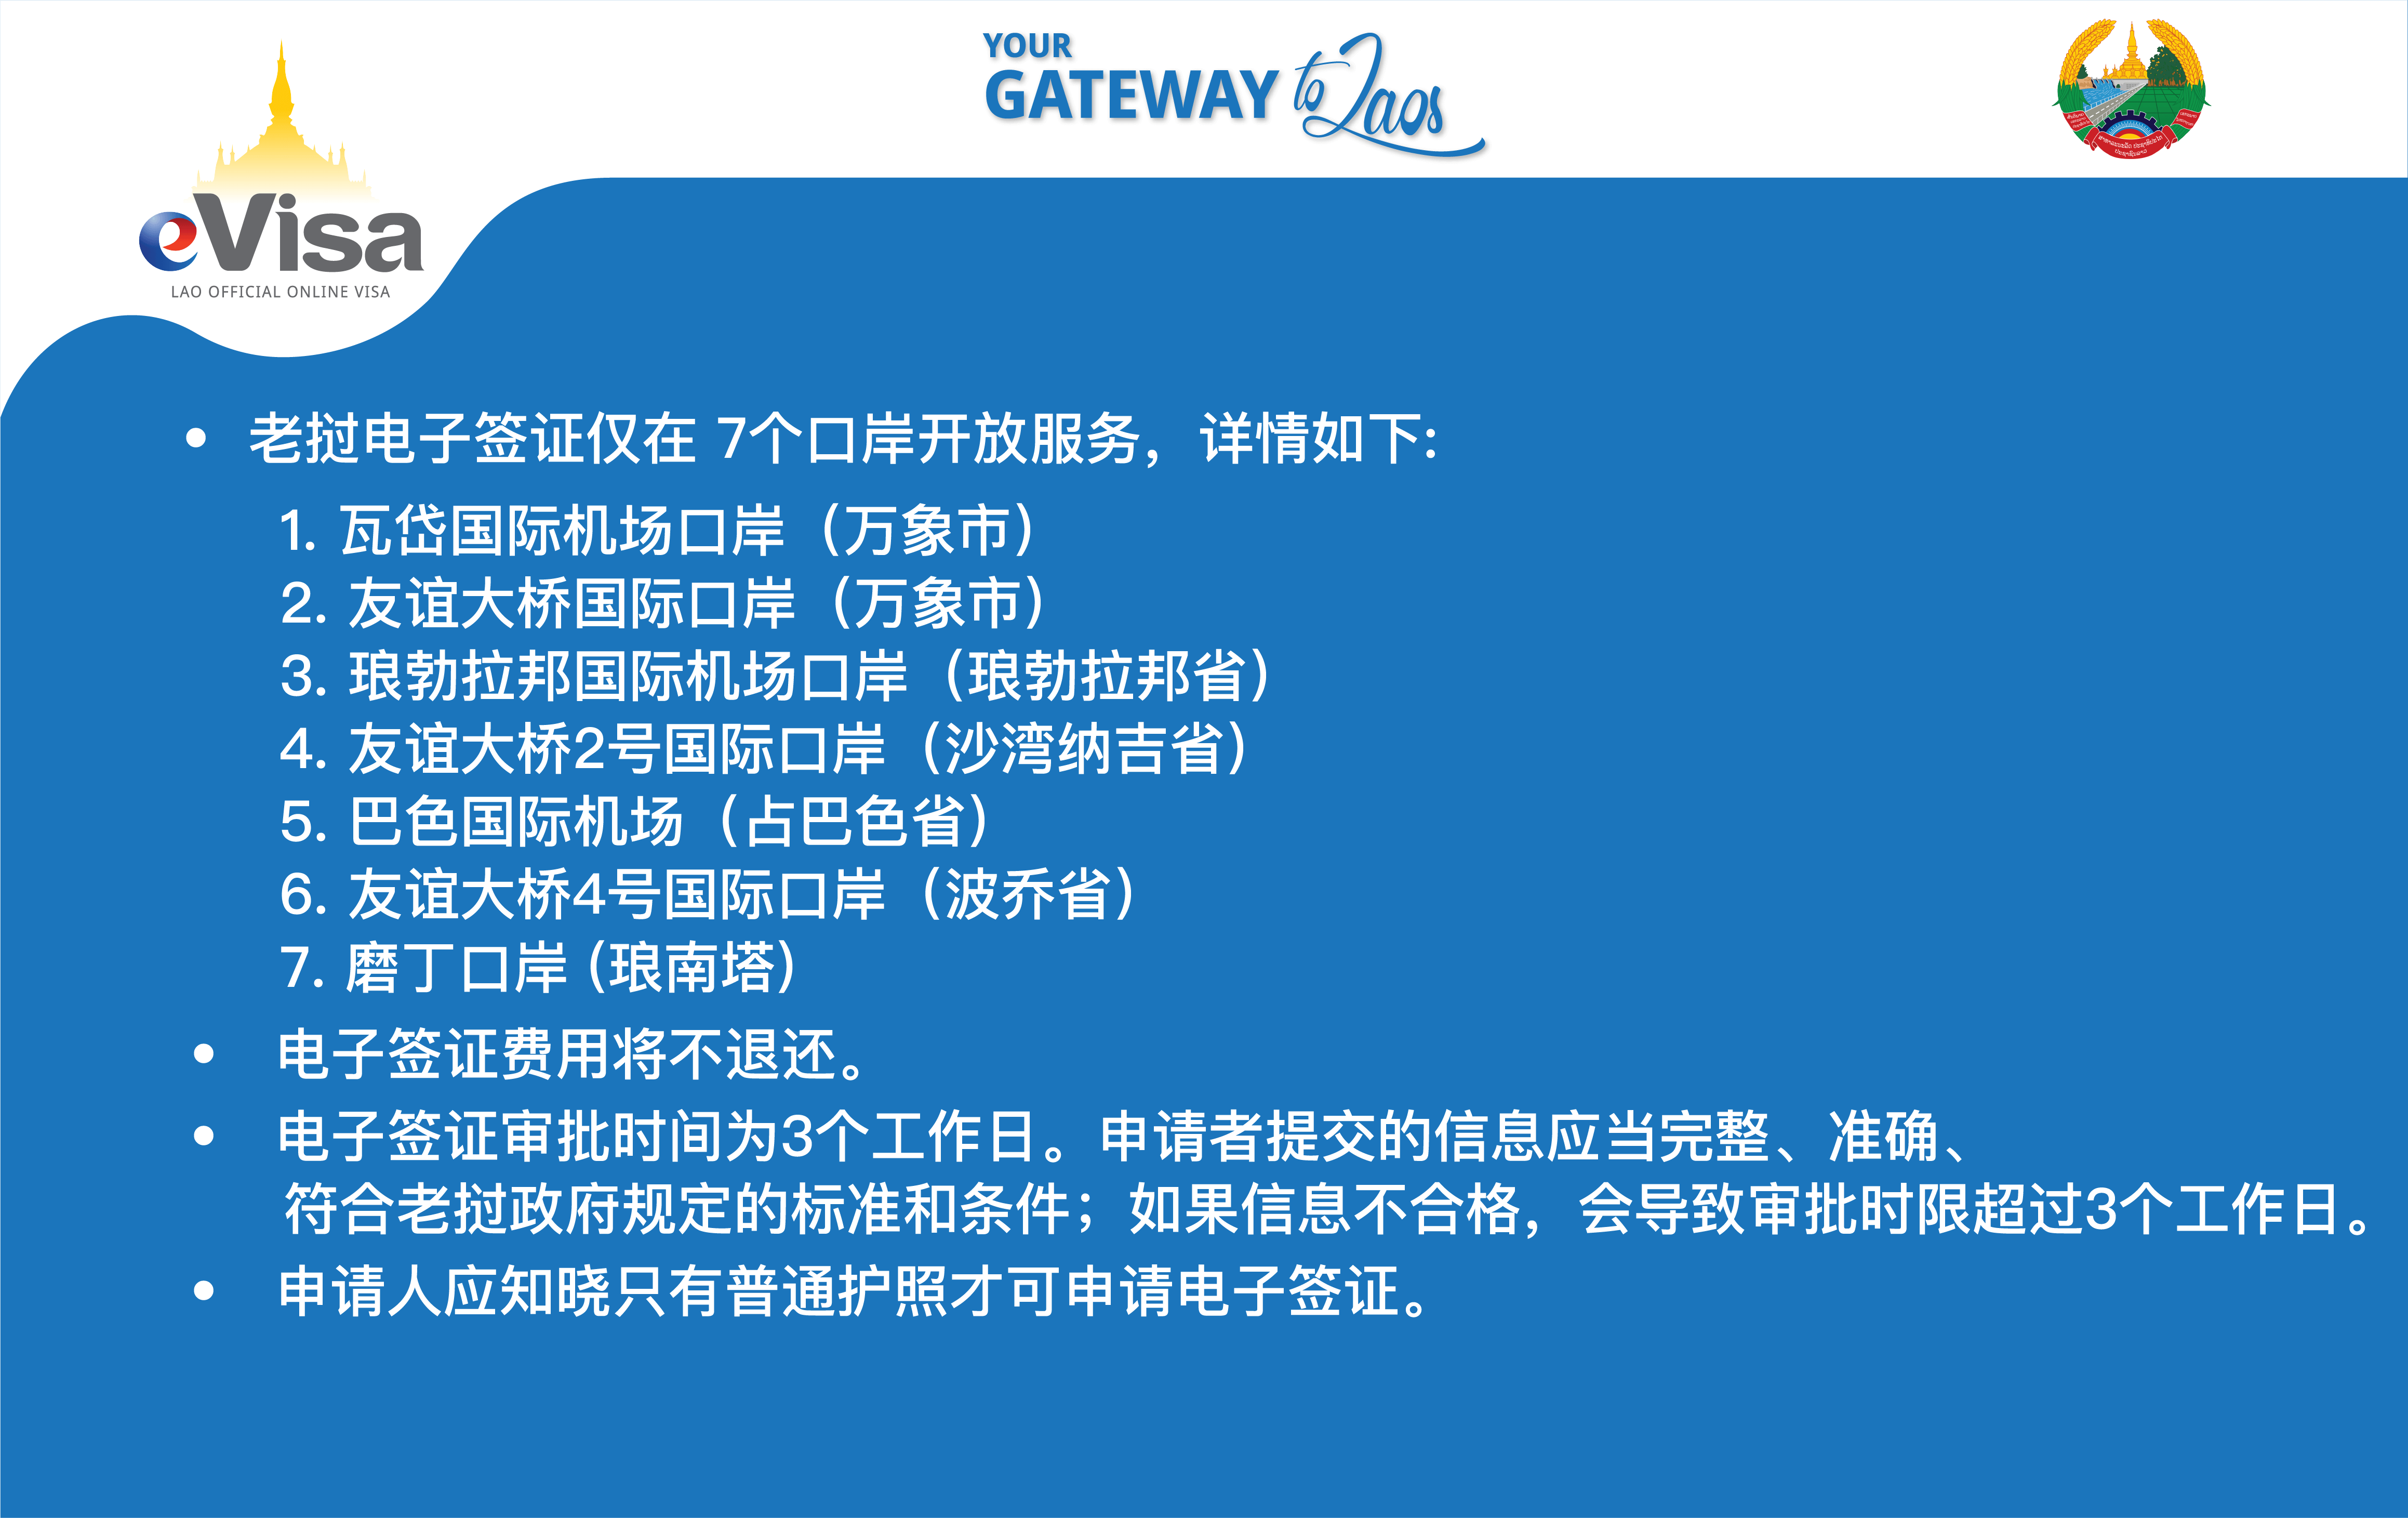 YOUR
GATEWAY to Laos
eVisa
LAO OFFICIAL ONLINE VISA
• 老挝电子签证仅在 7个口岸开放服务，详情如下:
1. 瓦岱国际机场口岸（万象市）
2. 友谊大桥国际口岸（万象市）
3. 琅勃拉邦国际机场口岸（琅勃拉邦省）
4. 友谊大桥2号国际口岸（沙湾纳吉省）
5. 巴色国际机场（占巴色省）
6. 友谊大桥4号国际口岸（波乔省）
7. 磨丁口岸 (琅南塔)
• 电子签证费用将不退还。
• 电子签证审批时间为3个工作日。申请者提交的信息应当完整、准确、
符合老挝政府规定的标准和条件；如果信息不合格，会导致审批时限超过3个工作日。
• 申请人应知晓只有普通护照才可申请电子签证。